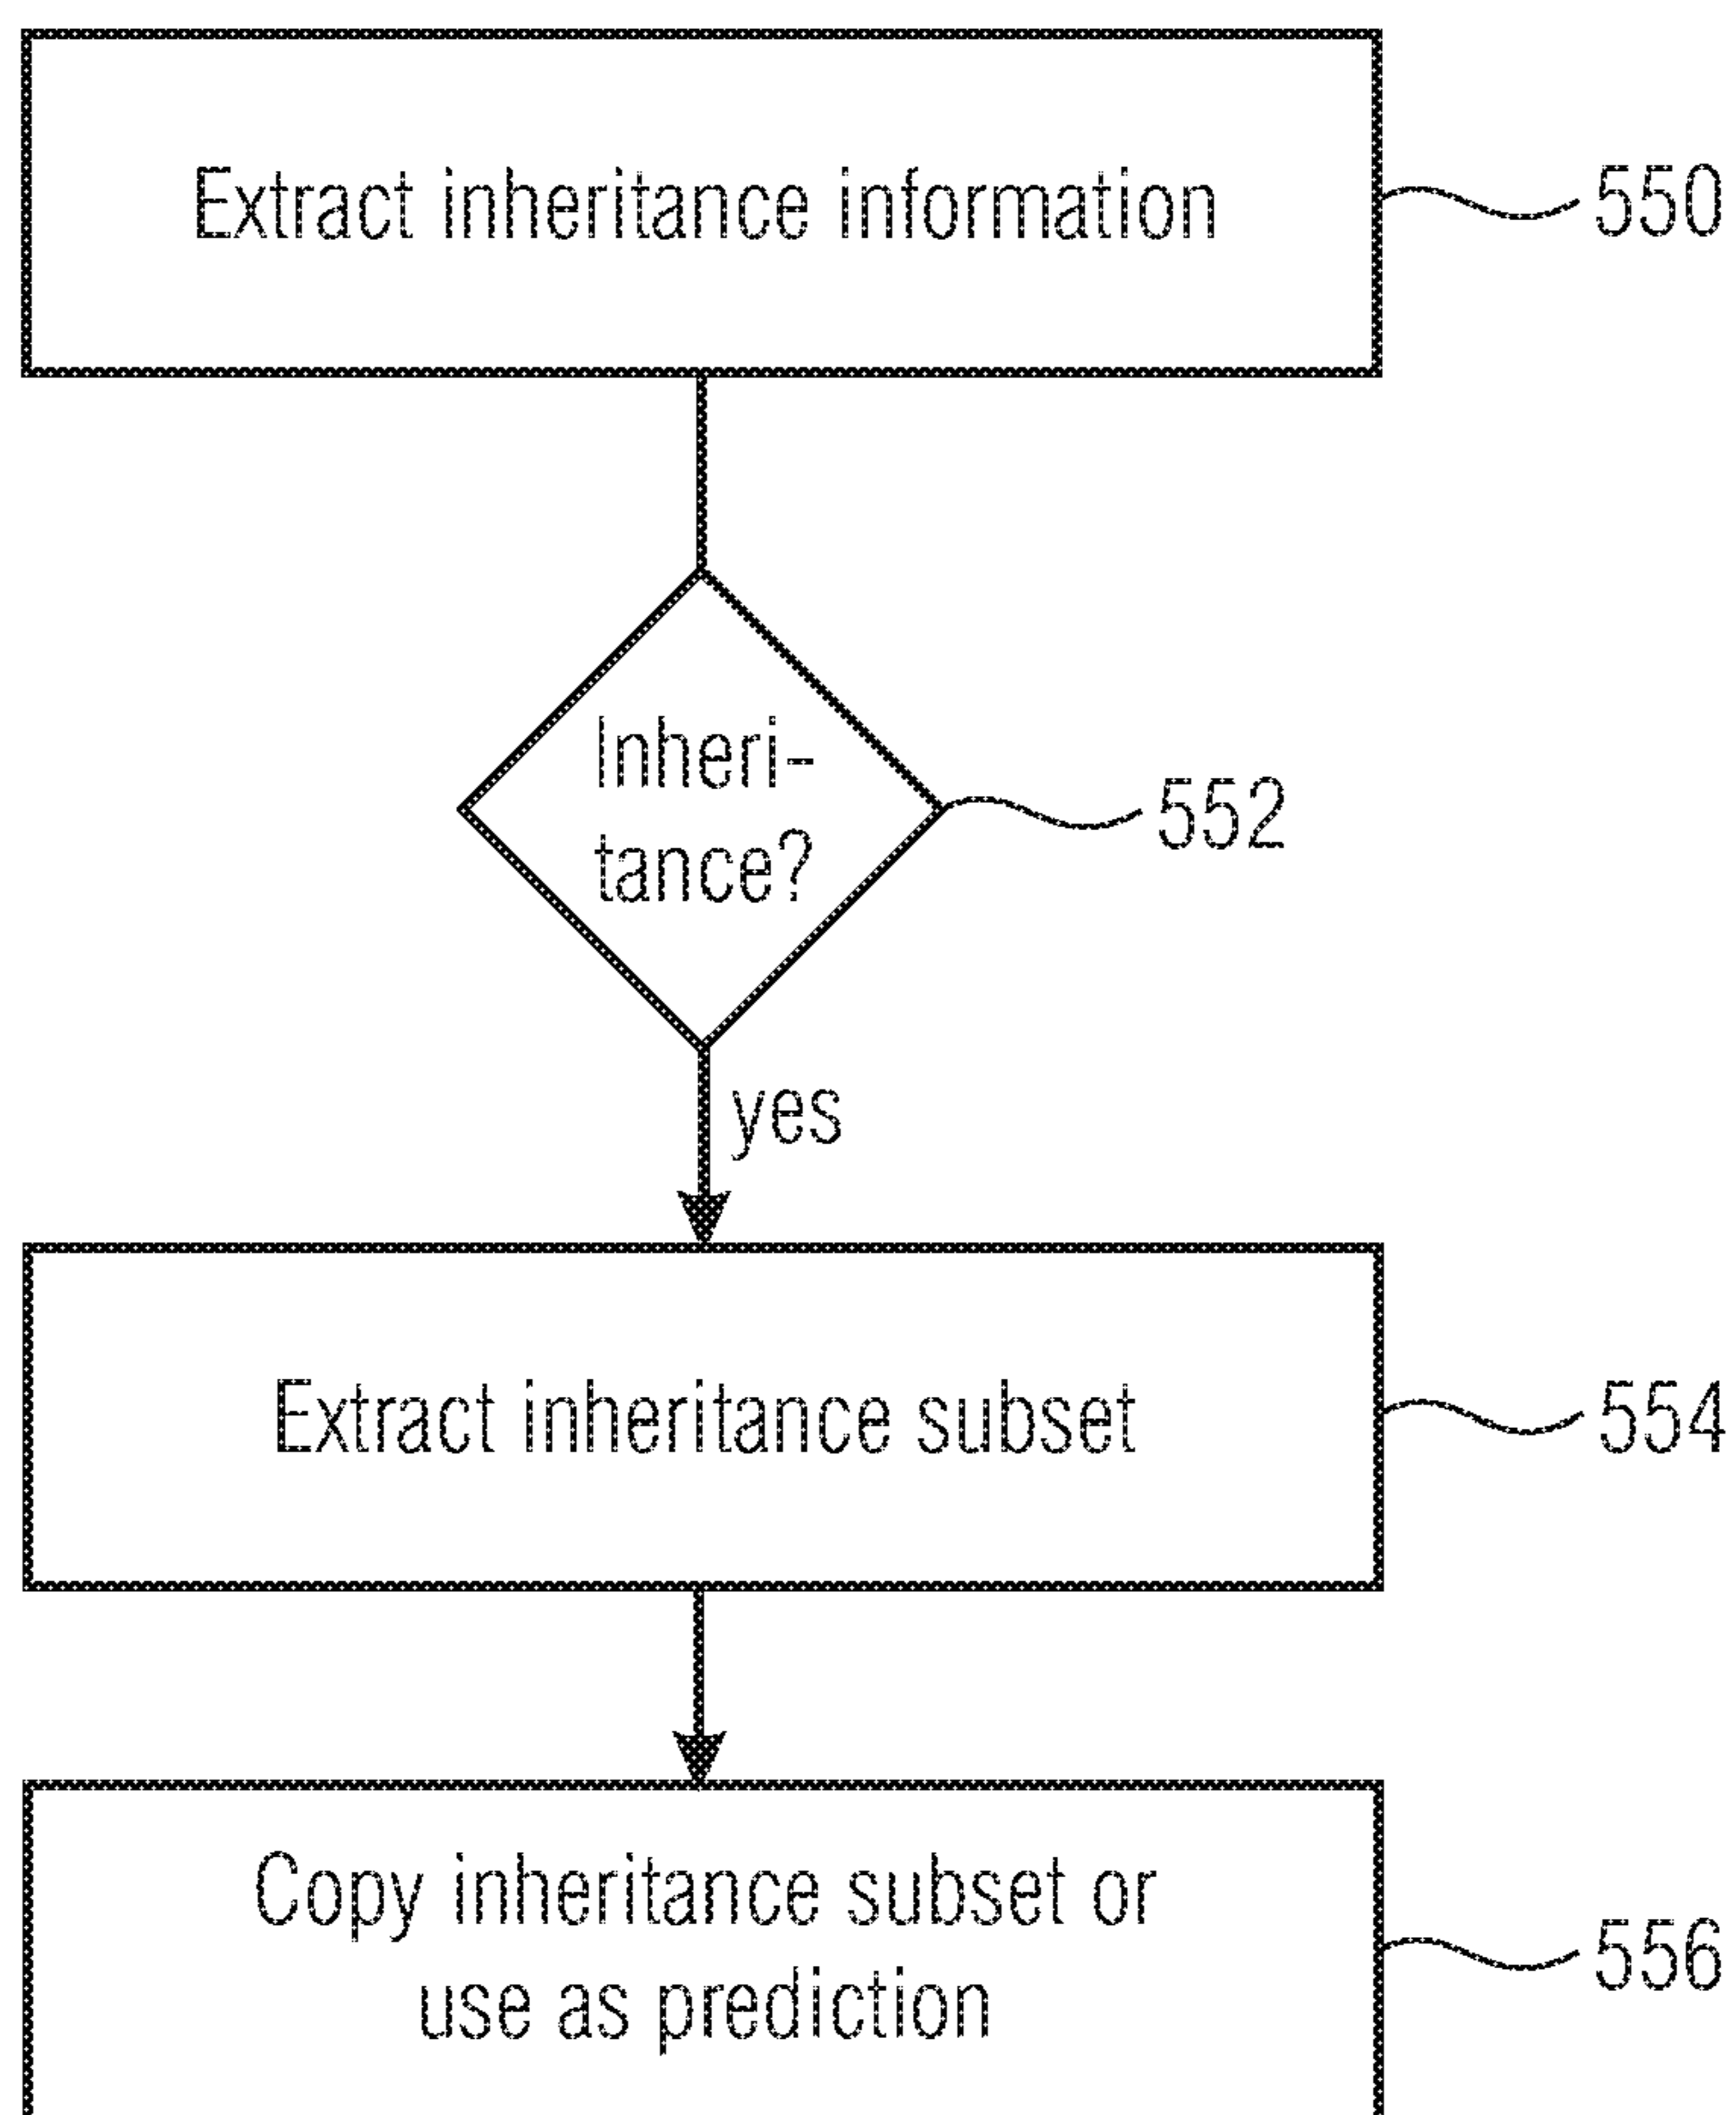 Extract inheritance information
550
Inheri-
tance?
552
yes
Extract inheritance subset
554
Copy inheritance subset or
use as prediction
556